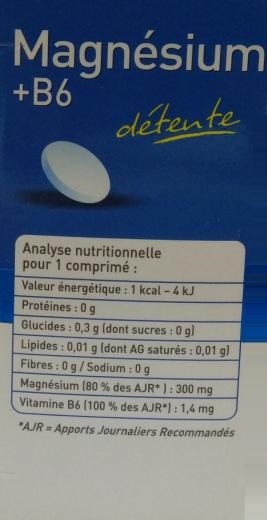 Magnésium
+B6
détente
Analyse nutritionnelle
pour 1 comprimé :
Valeur énergétique : 1 kcal – 4 kJ
Protéines : 0 g
Glucides : 0,3 g (dont sucres : 0 g)
Lipides : 0,01 g (dont AG saturés : 0,01 g)
Fibres : 0 g / Sodium : 0 g
Magnésium (80 % des AJR* ) : 300 mg
Vitamine B6 (100 % des AJR*) : 1,4 mg
*AJR = Apports Journaliers Recommandés